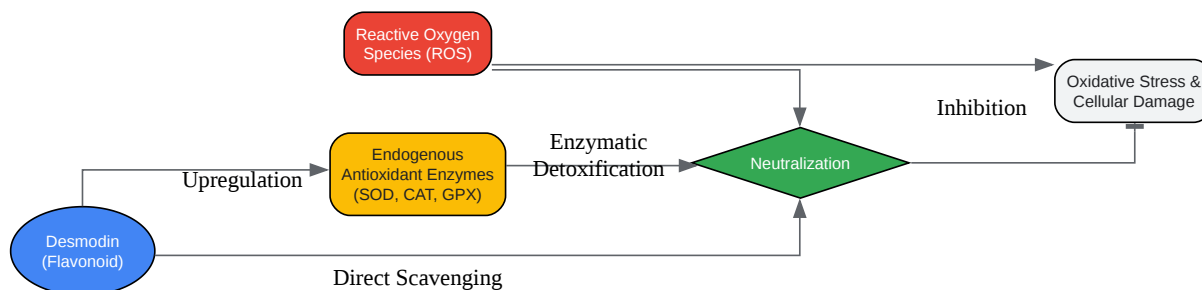 Reactive Oxygen
Species (ROS)
Oxidative Stress &
Cellular Damage
Inhibition
Enzymatic
Detoxification
Endogenous
Antioxidant Enzymes
(SOD, CAT, GPX)
Neutralization
Upregulation
Desmodin
(Flavonoid)
Direct Scavenging